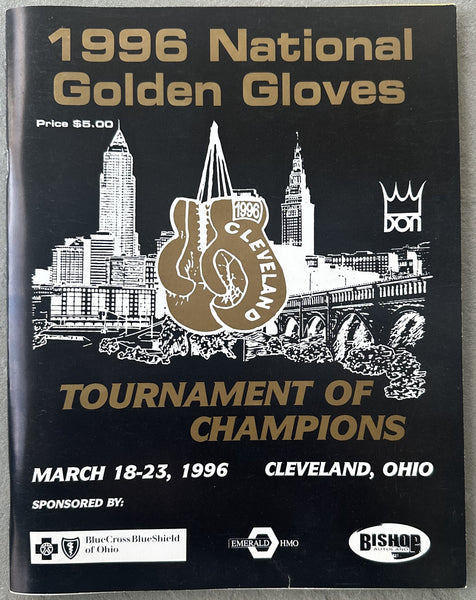 1996 National
Golden Gloves
Price $5.00
1996
CLEVELAND
DON
TOURNAMENT OF
CHAMPIONS
MARCH 18-23, 1996 CLEVELAND, OHIO
SPONSORED BY:
BlueCross BlueShield
of Ohio
EMERALD HMO
BISHOP
AUTOLAND